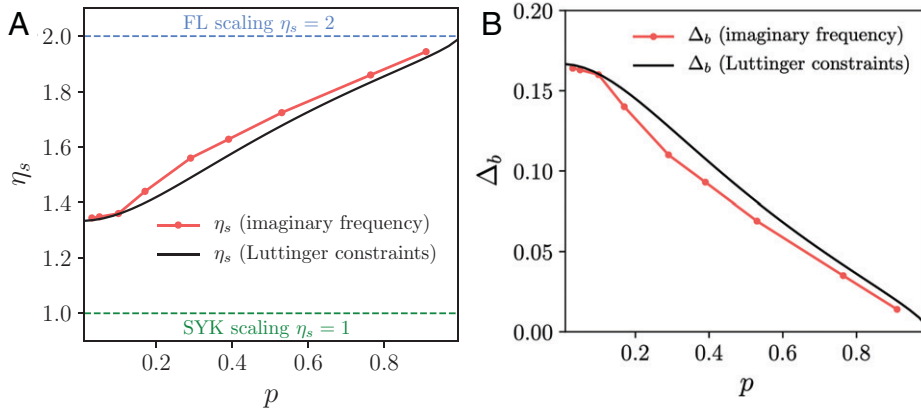 A
FL scaling ηs = 2
2.0
1.8
1.6
1.4
1.2
1.0
ηs
ηs (imaginary frequency)
ηs (Luttinger constraints)
SYK scaling ηs = 1
0.2 0.4 0.6 0.8
p
B
0.20
0.15
0.10
0.05
0.00
Δb
Δb (imaginary frequency)
Δb (Luttinger constraints)
0.2 0.4 0.6 0.8
p